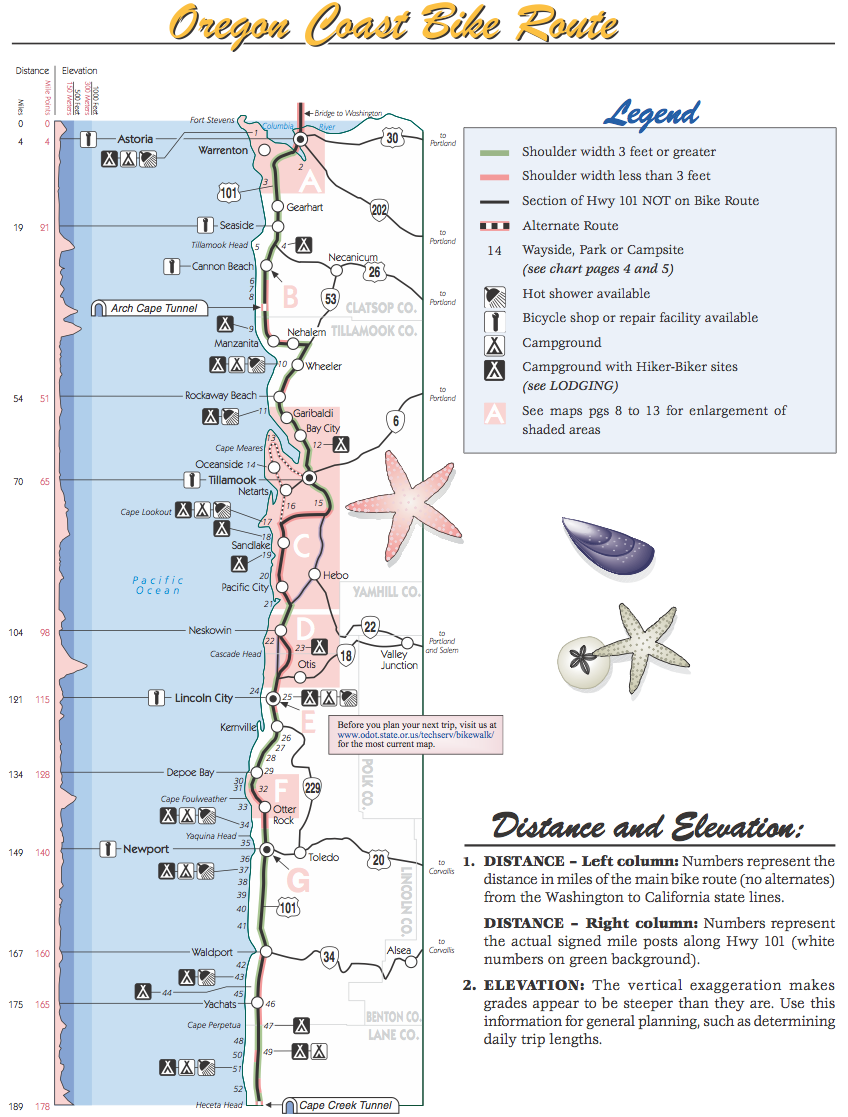 Oregon Coast Bike Route
Distance
Elevation
Miles
Mile Points
500 Feet
150 Meters
1000 Feet
300 Meters
0 0
Fort Stevens
Bridge to Washington
Columbia River
1
4 4
Astoria
30
to Portland
Warrenton
2
A
3
101
202
Gearhart
19 21
Seaside
to Portland
Tillamook Head
5
4
Necanicum
Cannon Beach
26
6
7
8
B
53
to Portland
Arch Cape Tunnel
CLATSOP CO.
TILLAMOOK CO.
9
Nehalem
Manzanita
10
Wheeler
54 51
Rockaway Beach
to Portland
11
Garibaldi
6
Bay City
13
12
Cape Meares
Oceanside
14
70 65
Tillamook
Netarts
16
15
Cape Lookout
17
18
Sandlake
C
19
20
Hebo
Pacific Ocean
Pacific City
YAMHILL CO.
21
D
22
104 98
Neskowin
22
to Portland and Salem
23
Cascade Head
18
Valley Junction
Otis
24
121 115
Lincoln City
25
E
Kernville
26
27
28
Before you plan your next trip, visit us at
www.odot.state.or.us/techserv/bikewalk/
for the most current map.
POLK CO.
134 128
Depoe Bay
29
30
31
32
F
229
Cape Foulweather
33
Otter Rock
34
Yaquina Head
35
149 140
Newport
Toledo
20
to Corvallis
36
37
G
38
39
40
101
LINCOLN CO.
41
167 160
Waldport
34
Alsea
to Corvallis
42
43
44
45
175 165
Yachats
46
Cape Perpetua
47
BENTON CO.
LANE CO.
48
49
50
51
52
189 178
Heceta Head
Cape Creek Tunnel
Legend
Shoulder width 3 feet or greater
Shoulder width less than 3 feet
Section of Hwy 101 NOT on Bike Route
Alternate Route
14 Wayside, Park or Campsite
(see chart pages 4 and 5)
Hot shower available
Bicycle shop or repair facility available
Campground
Campground with Hiker-Biker sites
(see LODGING)
A See maps pgs 8 to 13 for enlargement of
shaded areas
Distance and Elevation:
1. DISTANCE – Left column: Numbers represent the
distance in miles of the main bike route (no alternates)
from the Washington to California state lines.
DISTANCE – Right column: Numbers represent
the actual signed mile posts along Hwy 101 (white
numbers on green background).
2. ELEVATION: The vertical exaggeration makes
grades appear to be steeper than they are. Use this
information for general planning, such as determining
daily trip lengths.